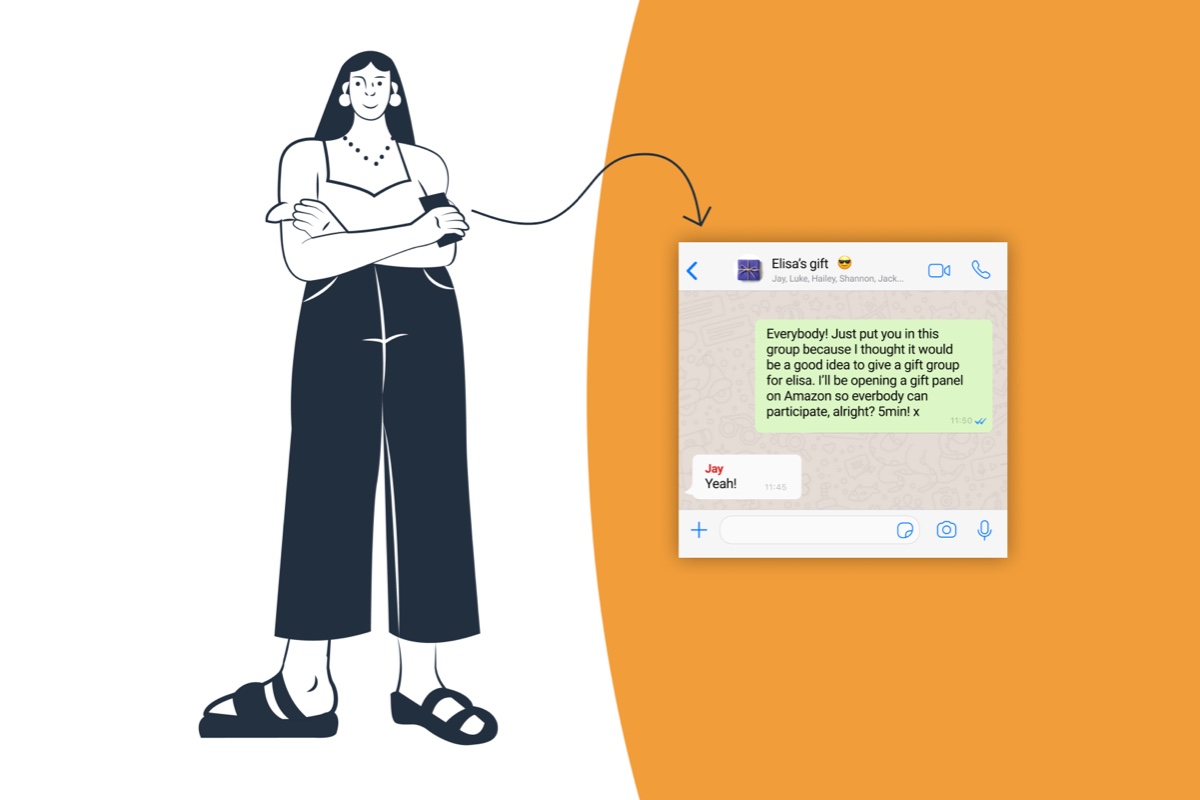 Elisa's gift 😎
Jay, Luke, Hailey, Shannon, Jack...
Everybody! Just put you in this
group because I thought it would
be a good idea to give a gift group
for elisa. I'll be opening a gift panel
on Amazon so everbody can
participate, alright? 5min! x
11:50
Jay
Yeah!
11:45